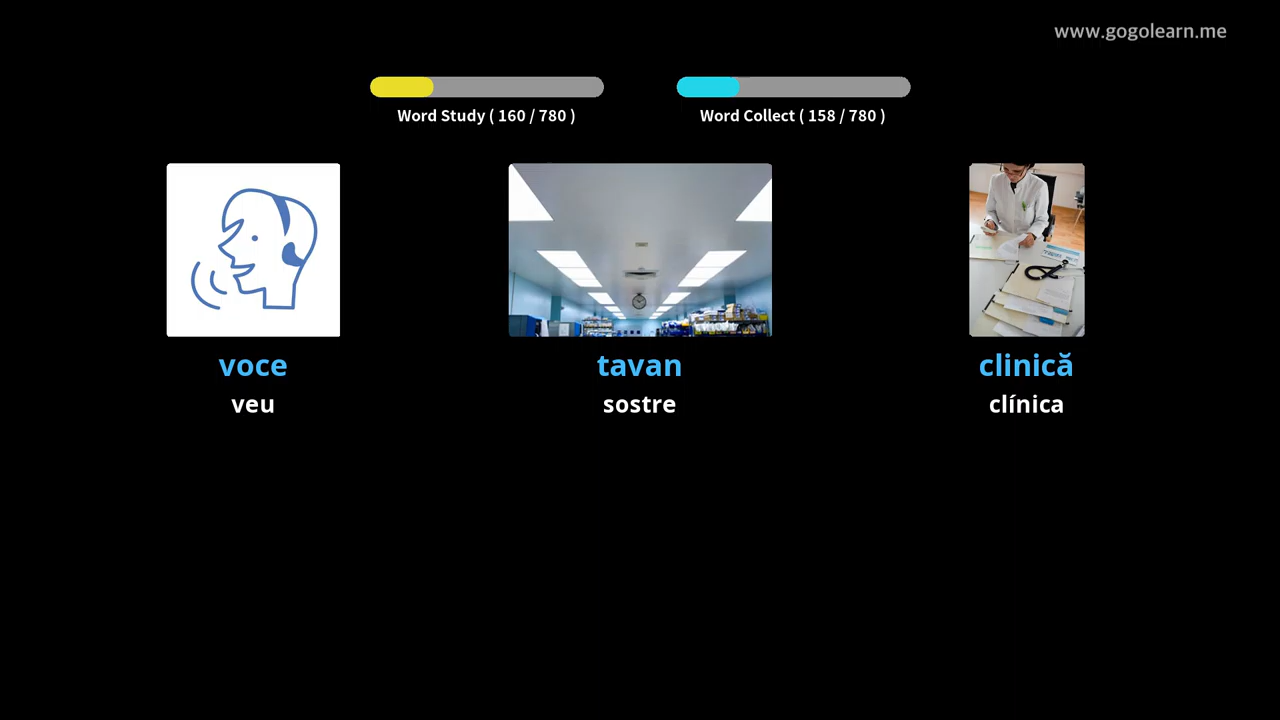 www.gogolearn.me
Word Study ( 160 / 780 )
Word Collect ( 158 / 780 )
voce
tavan
clinică
veu
sostre
clínica